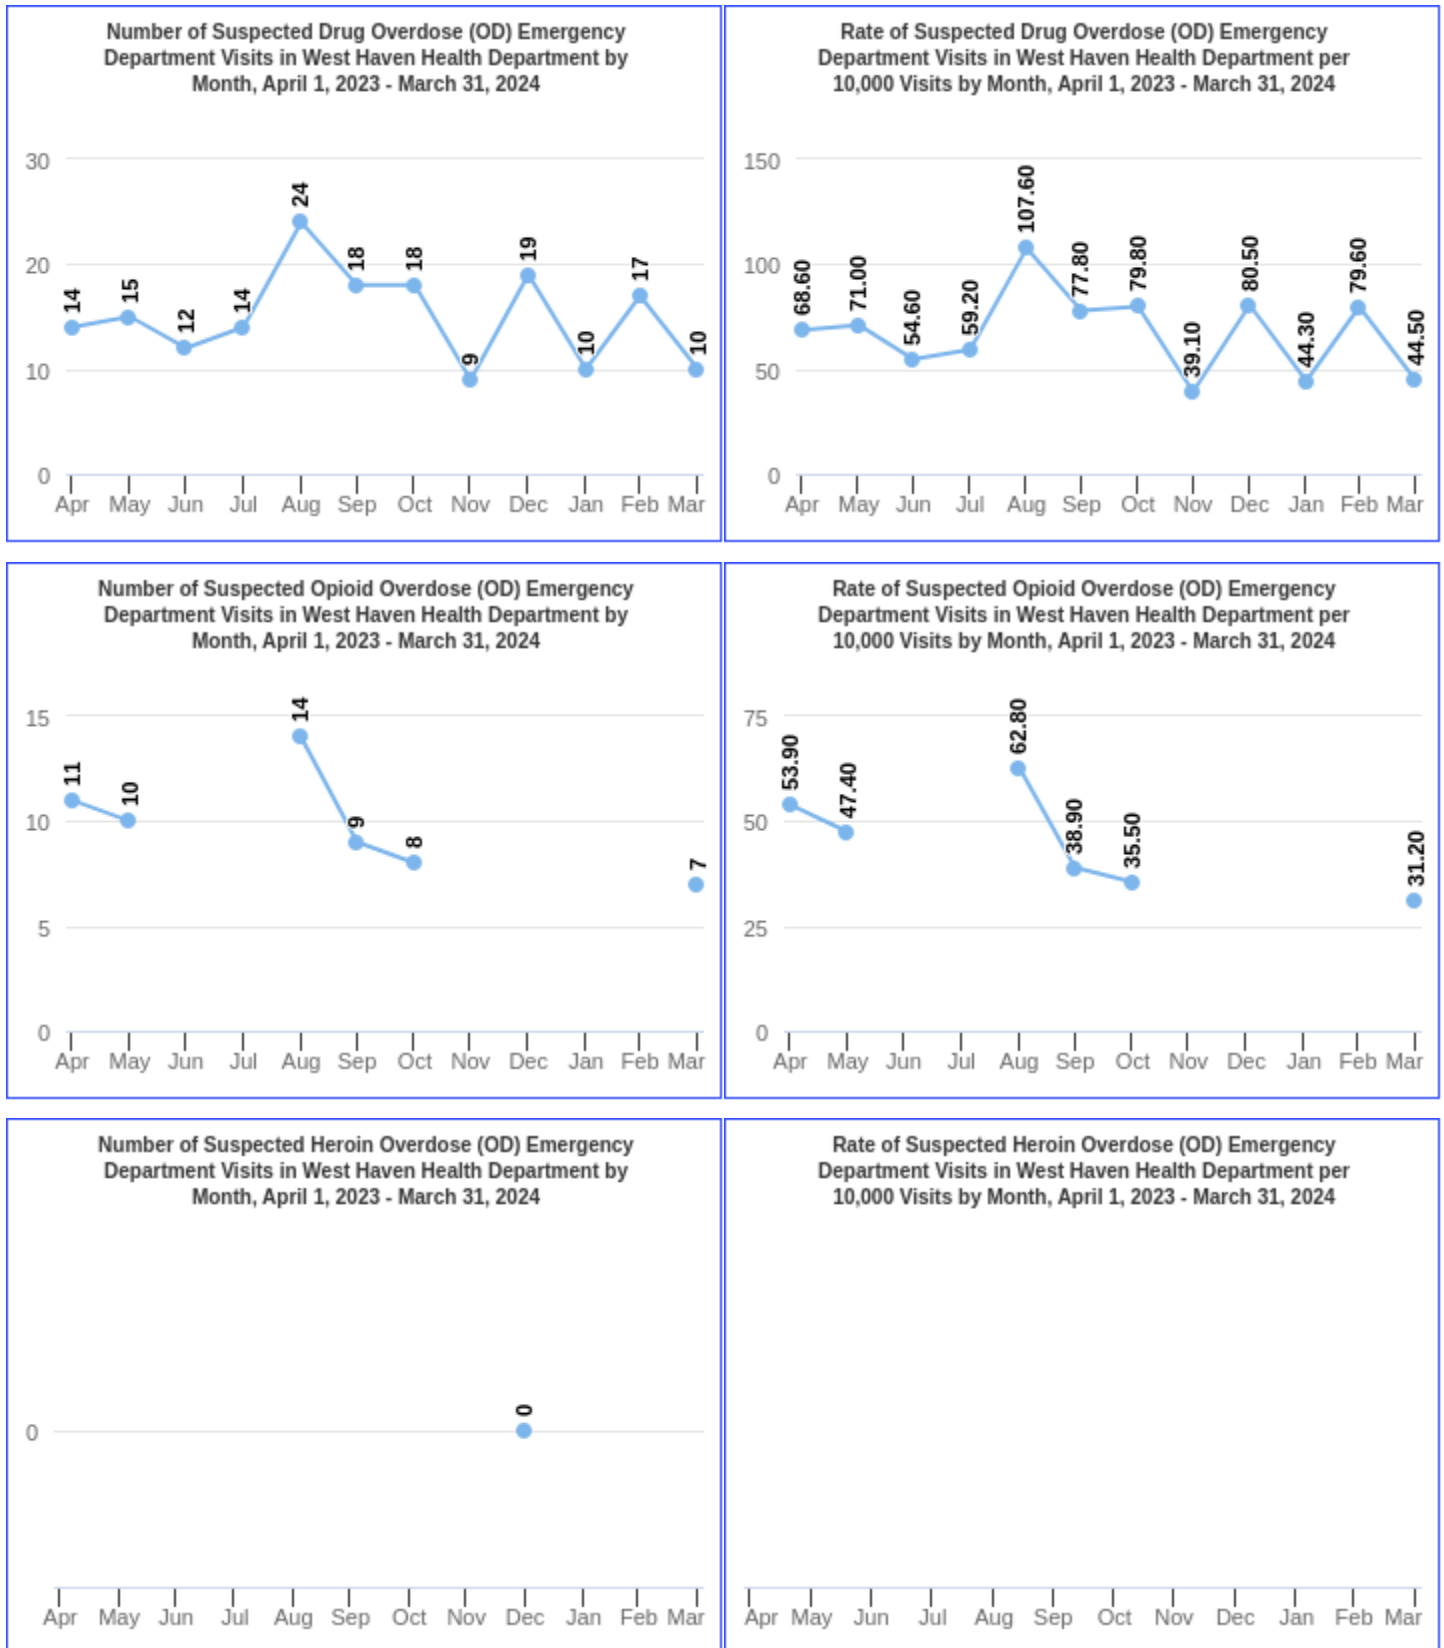 Number of Suspected Drug Overdose (OD) Emergency
Department Visits in West Haven Health Department by
Month, April 1, 2023 - March 31, 2024
30
20
10
0
14
15
12
14
24
18
18
9
19
10
17
10
Apr May Jun Jul Aug Sep Oct Nov Dec Jan Feb Mar
Rate of Suspected Drug Overdose (OD) Emergency
Department Visits in West Haven Health Department per
10,000 Visits by Month, April 1, 2023 - March 31, 2024
150
100
50
0
68.60
71.00
54.60
59.20
107.60
77.80
79.80
39.10
80.50
44.30
79.60
44.50
Apr May Jun Jul Aug Sep Oct Nov Dec Jan Feb Mar
Number of Suspected Opioid Overdose (OD) Emergency
Department Visits in West Haven Health Department by
Month, April 1, 2023 - March 31, 2024
15
10
5
0
11
10
14
9
8
7
Apr May Jun Jul Aug Sep Oct Nov Dec Jan Feb Mar
Rate of Suspected Opioid Overdose (OD) Emergency
Department Visits in West Haven Health Department per
10,000 Visits by Month, April 1, 2023 - March 31, 2024
75
50
25
0
53.90
47.40
62.80
38.90
35.50
31.20
Apr May Jun Jul Aug Sep Oct Nov Dec Jan Feb Mar
Number of Suspected Heroin Overdose (OD) Emergency
Department Visits in West Haven Health Department by
Month, April 1, 2023 - March 31, 2024
0
0
Apr May Jun Jul Aug Sep Oct Nov Dec Jan Feb Mar
Rate of Suspected Heroin Overdose (OD) Emergency
Department Visits in West Haven Health Department per
10,000 Visits by Month, April 1, 2023 - March 31, 2024
Apr May Jun Jul Aug Sep Oct Nov Dec Jan Feb Mar